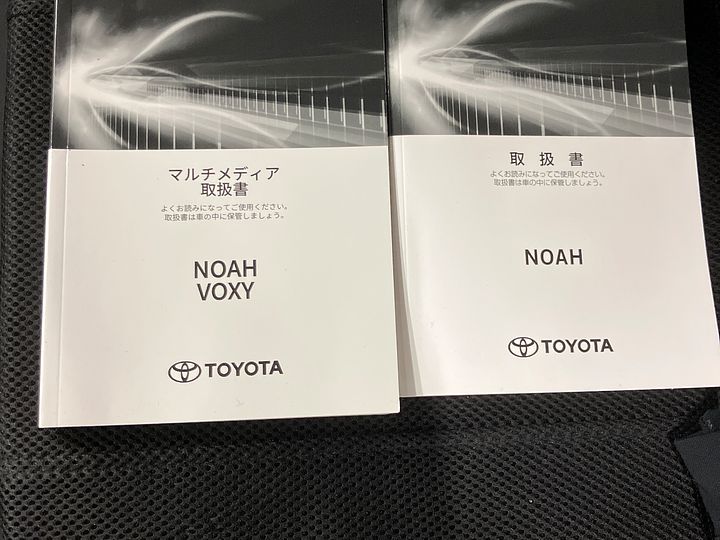 マルチメディア
取扱書
よくお読みになってご使用ください。
取扱書は車の中に保管しましょう。
NOAH
VOXY
TOYOTA
取扱書
よくお読みになってご使用ください。
取扱書は車の中に保管しましょう。
NOAH
TOYOTA